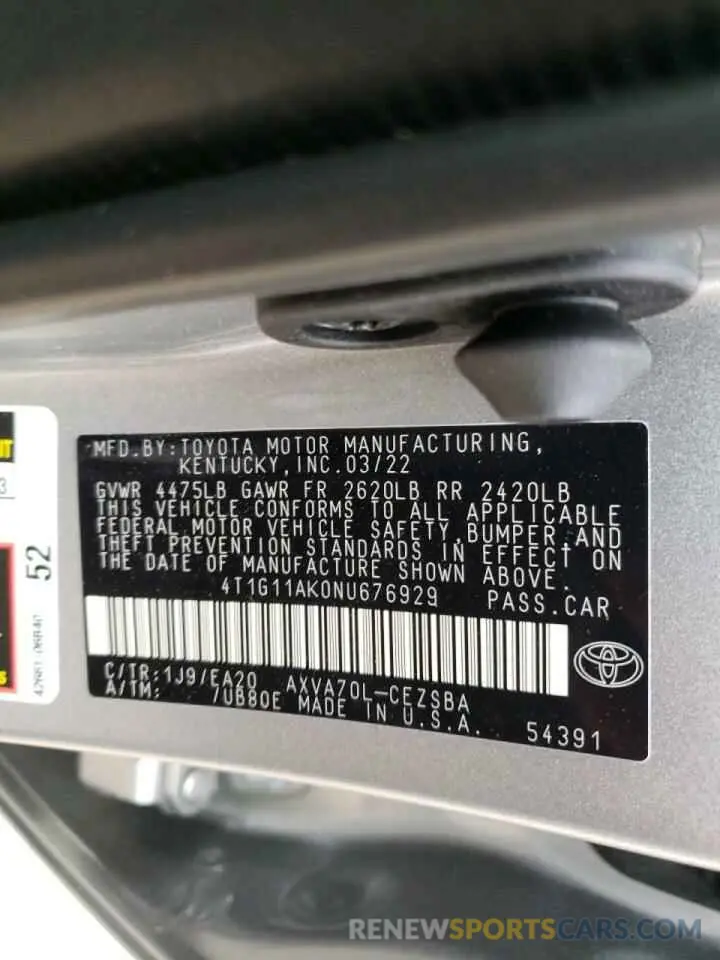 MFD.BY:TOYOTA MOTOR MANUFACTURING,
KENTUCKY,INC.03/22
GVWR 4475LB GAWR FR 2620LB RR 2420LB
THIS VEHICLE CONFORMS TO ALL APPLICABLE
FEDERAL MOTOR VEHICLE SAFETY,BUMPER,AND
THEFT PREVENTION STANDARDS IN EFFECT ON
THE DATE OF MANUFACTURE SHOWN ABOVE.
4T1G11AK0NU676929 PASS.CAR
C/TR:1J9/EA20 AXVA70L-CEZSBA
A/TM: /UB80E MADE IN U.S.A. 54391
52
RENEWSPORTSCARS.COM